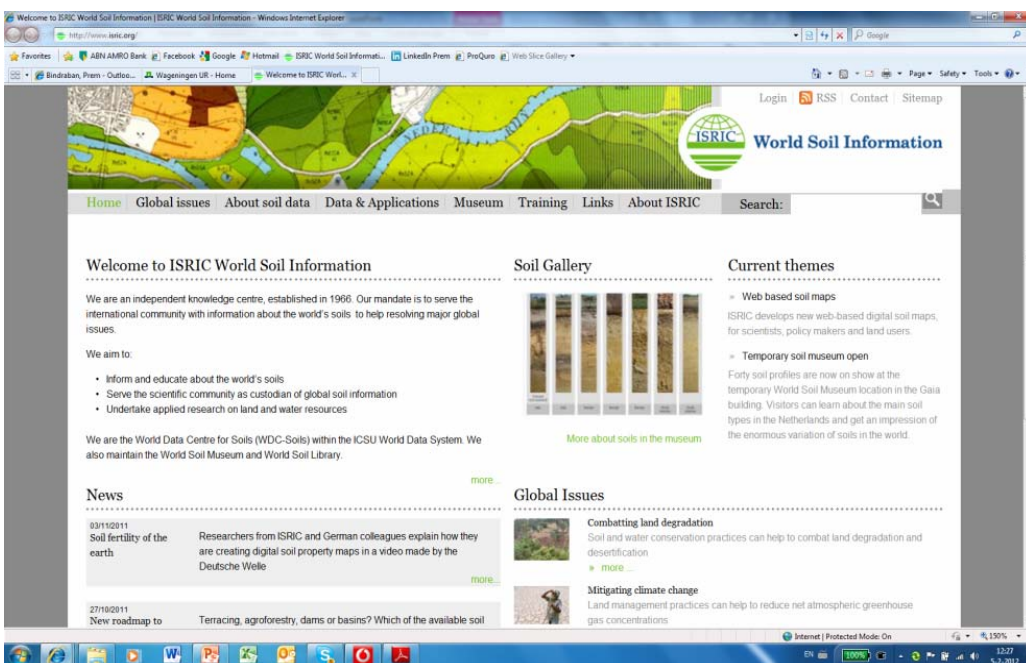 Welcome to ISRIC World Soil Information | ISRIC World Soil Information - Windows Internet Explorer
http://www.isric.org/
Google
Favorites ABN AMRO Bank Facebook Google Hotmail ISRIC World Soil Informati... LinkedIn Prem ProQuro Web Slice Gallery
Bindraban, Prem - Outloo... Wageningen UR - Home Welcome to ISRIC Worl... Page Safety Tools
Login RSS Contact Sitemap
NEDER RIJN
ISRIC World Soil Information
Home Global issues About soil data Data & Applications Museum Training Links About ISRIC Search:
Welcome to ISRIC World Soil Information
We are an independent knowledge centre, established in 1966. Our mandate is to serve the
international community with information about the world's soils to help resolving major global
issues.
We aim to:
• Inform and educate about the world's soils
• Serve the scientific community as custodian of global soil information
• Undertake applied research on land and water resources
We are the World Data Centre for Soils (WDC-Soils) within the ICSU World Data System. We
also maintain the World Soil Museum and World Soil Library.
more...
Soil Gallery
More about soils in the museum
Current themes
» Web based soil maps
ISRIC develops new web-based digital soil maps,
for scientists, policy makers and land users.
» Temporary soil museum open
Forty soil profiles are now on show at the
temporary World Soil Museum location in the Gaia
building. Visitors can learn about the main soil
types in the Netherlands and get an impression of
the enormous variation of soils in the world.
News
03/11/2011
Soil fertility of the
earth
Researchers from ISRIC and German colleagues explain how they
are creating digital soil property maps in a video made by the
Deutsche Welle
more...
27/10/2011
New roadmap to
Terracing, agroforestry, dams or basins? Which of the available soil
Global Issues
Combatting land degradation
Soil and water conservation practices can help to combat land degradation and
desertification
» more ...
Mitigating climate change
Land management practices can help to reduce net atmospheric greenhouse
gas concentrations
Internet | Protected Mode: On 150%
EN 100% 12:27
5-2-2012